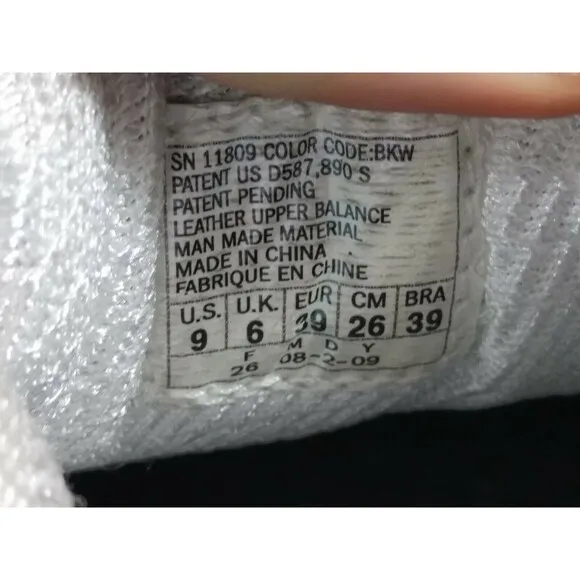 SN 11809 COLOR CODE:BKW
PATENT US D587,890 S
PATENT PENDING
LEATHER UPPER BALANCE
MAN MADE MATERIAL
MADE IN CHINA
FABRIQUE EN CHINE
U.S. U.K. EUR CM BRA
9 6 39 26 39
F M D Y
26 08-2-09